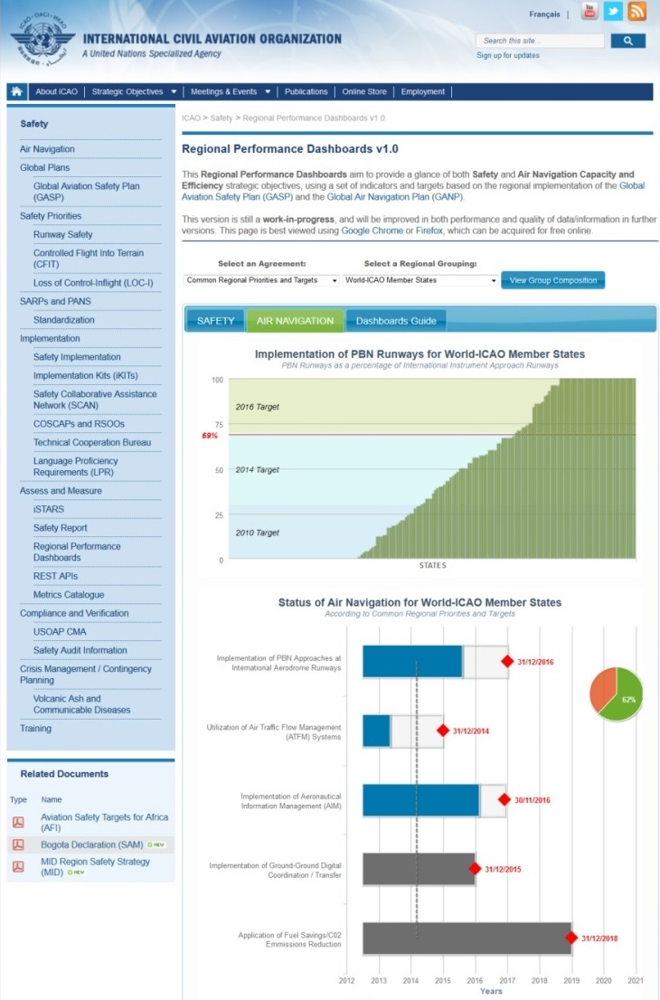 ICAO · OACI · ИКАО
Français |
You Tube
INTERNATIONAL CIVIL AVIATION ORGANIZATION
A United Nations Specialized Agency
Search this site...
Sign up for updates
About ICAO | Strategic Objectives | Meetings & Events | Publications | Online Store | Employment |
Safety
Air Navigation
Global Plans
Global Aviation Safety Plan
(GASP)
Safety Priorities
Runway Safety
Controlled Flight Into Terrain
(CFIT)
Loss of Control-Inflight (LOC-I)
SARPs and PANS
Standardization
Implementation
Safety Implementation
Implementation Kits (iKITs)
Safety Collaborative Assistance
Network (SCAN)
COSCAPs and RSOOs
Technical Cooperation Bureau
Language Proficiency
Requirements (LPR)
Assess and Measure
iSTARS
Safety Report
Regional Performance
Dashboards
REST APIs
Metrics Catalogue
Compliance and Verification
USOAP CMA
Safety Audit Information
Crisis Management / Contingency
Planning
Volcanic Ash and
Communicable Diseases
Training
Related Documents
Type Name
Aviation Safety Targets for Africa
(AFI)
Bogota Declaration (SAM) NEW
MID Region Safety Strategy
(MID) NEW
ICAO > Safety > Regional Performance Dashboards v1.0
Regional Performance Dashboards v1.0
This Regional Performance Dashboards aim to provide a glance of both Safety and Air Navigation Capacity and
Efficiency strategic objectives, using a set of indicators and targets based on the regional implementation of the Global
Aviation Safety Plan (GASP) and the Global Air Navigation Plan (GANP).
This version is still a work-in-progress, and will be improved in both performance and quality of data/information in further
versions. This page is best viewed using Google Chrome or Firefox, which can be acquired for free online.
Select an Agreement: Select a Regional Grouping:
Common Regional Priorities and Targets World-ICAO Member States View Group Composition
SAFETY AIR NAVIGATION Dashboards Guide
Implementation of PBN Runways for World-ICAO Member States
PBN Runways as a percentage of International Instrument Approach Runways
100
2016 Target
75
69%
50
2014 Target
25
2010 Target
0
STATES
Status of Air Navigation for World-ICAO Member States
According to Common Regional Priorities and Targets
Implementation of PBN Approaches at
International Aerodrome Runways
31/12/2016
62%
Utilization of Air Traffic Flow Management
(ATFM) Systems
31/12/2014
Implementation of Aeronautical
Information Management (AIM)
30/11/2016
Implementation of Ground-Ground Digital
Coordination / Transfer
31/12/2015
Application of Fuel Savings/C02
Emmissions Reduction
31/12/2018
2012 2013 2014 2015 2016 2017 2018 2019 2020 2021
Years